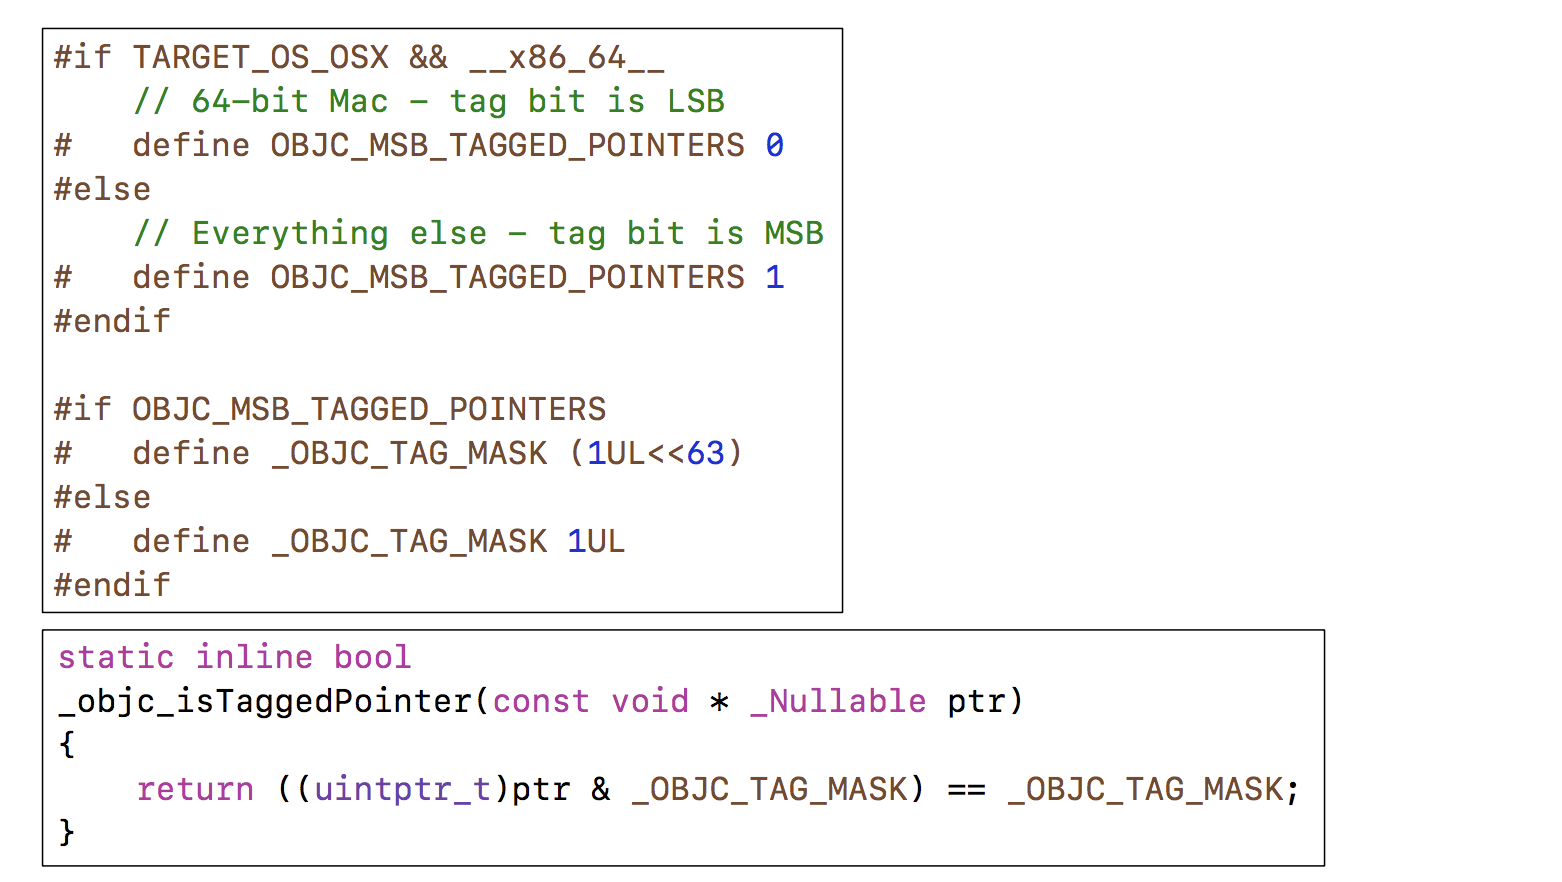 #if TARGET_OS_OSX && __x86_64__
    // 64-bit Mac - tag bit is LSB
#   define OBJC_MSB_TAGGED_POINTERS 0
#else
    // Everything else - tag bit is MSB
#   define OBJC_MSB_TAGGED_POINTERS 1
#endif

#if OBJC_MSB_TAGGED_POINTERS
#   define _OBJC_TAG_MASK (1UL<<63)
#else
#   define _OBJC_TAG_MASK 1UL
#endif
static inline bool
_objc_isTaggedPointer(const void * _Nullable ptr)
{
    return ((uintptr_t)ptr & _OBJC_TAG_MASK) == _OBJC_TAG_MASK;
}